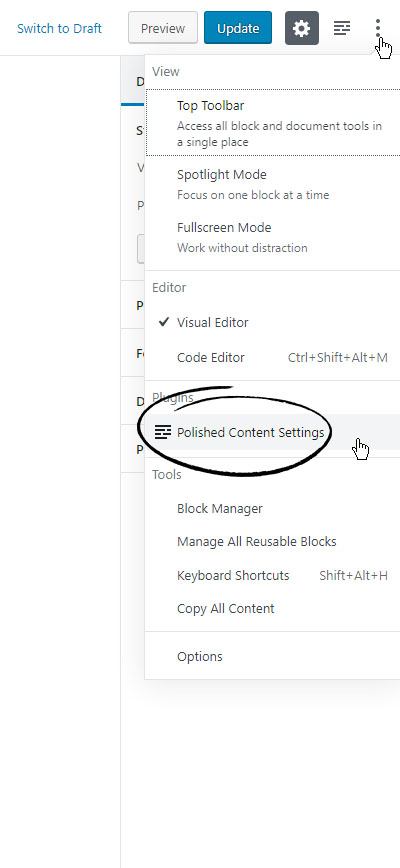 Switch to Draft Preview Update
View
Top Toolbar
Access all block and document tools in
a single place
Spotlight Mode
Focus on one block at a time
Fullscreen Mode
Work without distraction
Editor
Visual Editor
Code Editor Ctrl+Shift+Alt+M
Plugins
Polished Content Settings
Tools
Block Manager
Manage All Reusable Blocks
Keyboard Shortcuts Shift+Alt+H
Copy All Content
Options